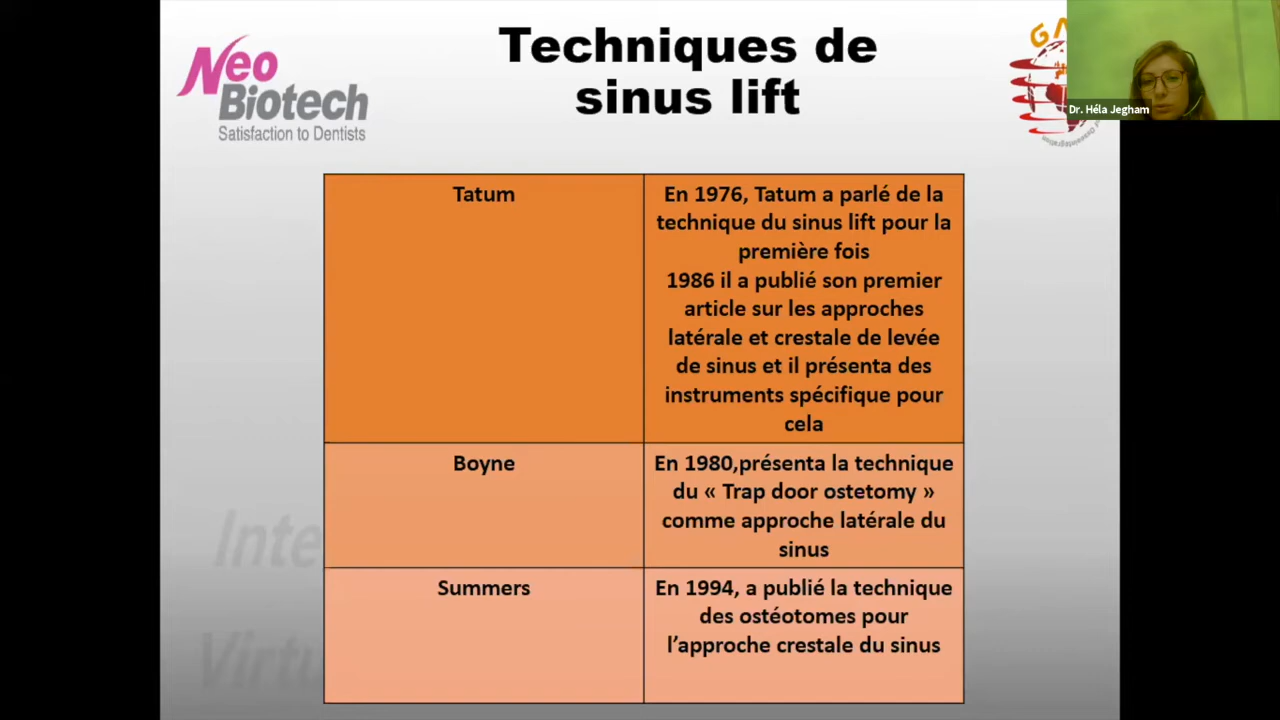 Techniques de
sinus lift
Neo
Biotech
Satisfaction to Dentists
Dr. Héla Jegham
Tatum
En 1976, Tatum a parlé de la
technique du sinus lift pour la
première fois
1986 il a publié son premier
article sur les approches
latérale et crestale de levée
de sinus et il présenta des
instruments spécifique pour
cela
Boyne
En 1980,présenta la technique
du « Trap door ostetomy »
comme approche latérale du
sinus
Summers
En 1994, a publié la technique
des ostéotomes pour
l’approche crestale du sinus